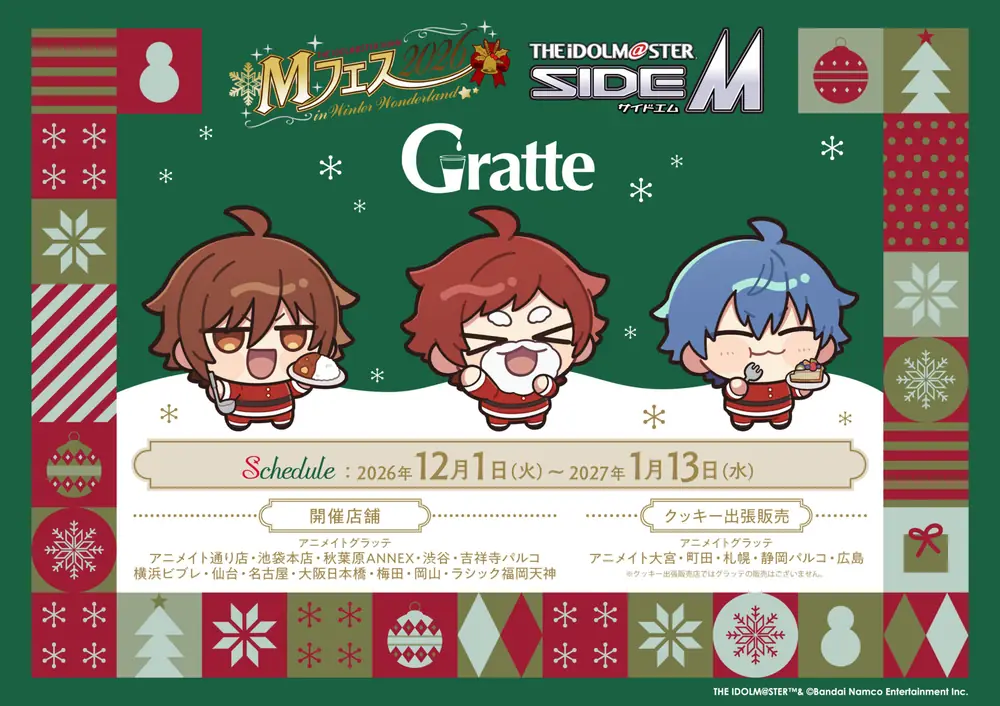 Mフェス2026
in Winter Wonderland
THE iDOLM@STER
SIDE M
サイドエム
Gratte
Schedule：2026年12月1日(火)～2027年1月13日(水)
開催店舗
アニメイトグラッテ
アニメイト通り店・池袋本店・秋葉原ANNEX・渋谷・吉祥寺パルコ
横浜ビブレ・仙台・名古屋・大阪日本橋・梅田・岡山・ラシック福岡天神
クッキー出張販売
アニメイトグラッテ
アニメイト大宮・町田・札幌・静岡パルコ・広島
※クッキー出張販売店ではグラッテの販売はございません。
THE IDOLM@STER™& ©Bandai Namco Entertainment Inc.